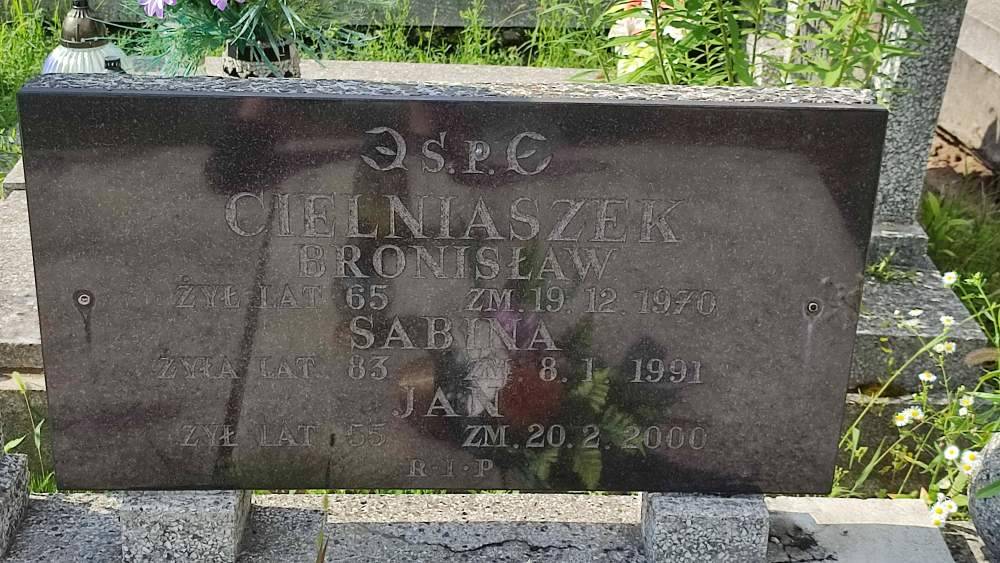 Ś.P.
CIELNIASZEK
BRONISŁAW
ŻYŁ LAT 65 ZM. 19. 12. 1970
SABINA
ŻYŁA LAT 83 ZM. 8. 1. 1991
JAN
ŻYŁ LAT 55 ZM. 20. 2. 2000
R·I·P